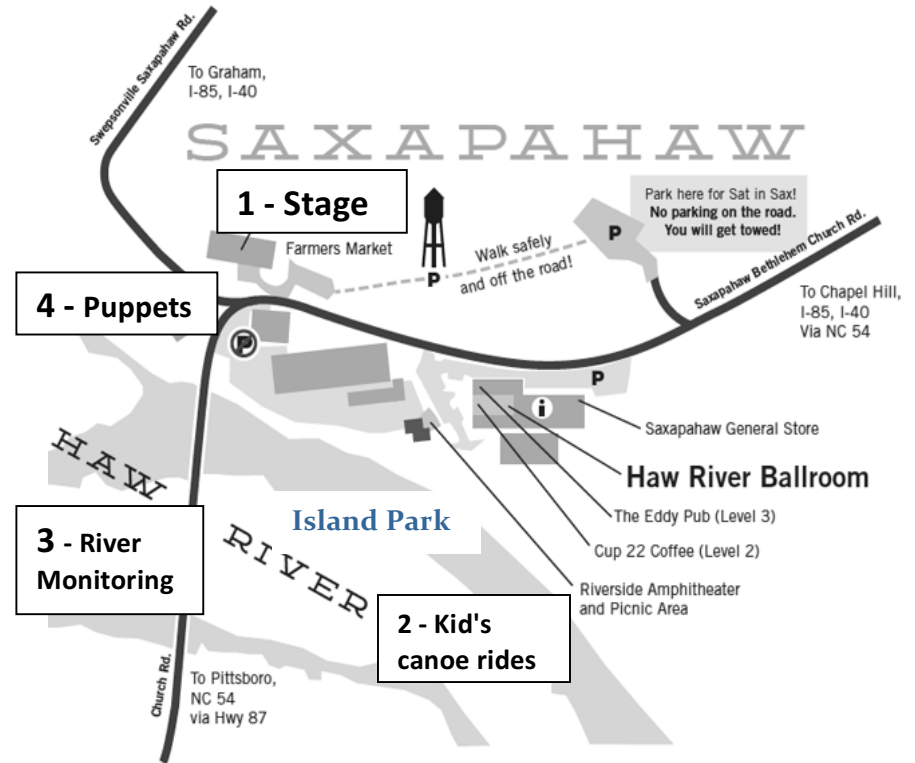 Swepsonville Saxapahaw Rd.
To Graham,
I-85, I-40
SAXAPAHAW
1 - Stage
Farmers Market
P
Walk safely
and off the road!
P
Park here for Sat in Sax!
No parking on the road.
You will get towed!
Saxapahaw Bethlehem Church Rd.
To Chapel Hill,
I-85, I-40
Via NC 54
4 - Puppets
P
P
i
Saxapahaw General Store
Haw River Ballroom
The Eddy Pub (Level 3)
Cup 22 Coffee (Level 2)
Riverside Amphitheater
and Picnic Area
HAW
RIVER
Island Park
3 - River
Monitoring
2 - Kid's
canoe rides
Church Rd.
To Pittsboro,
NC 54
via Hwy 87